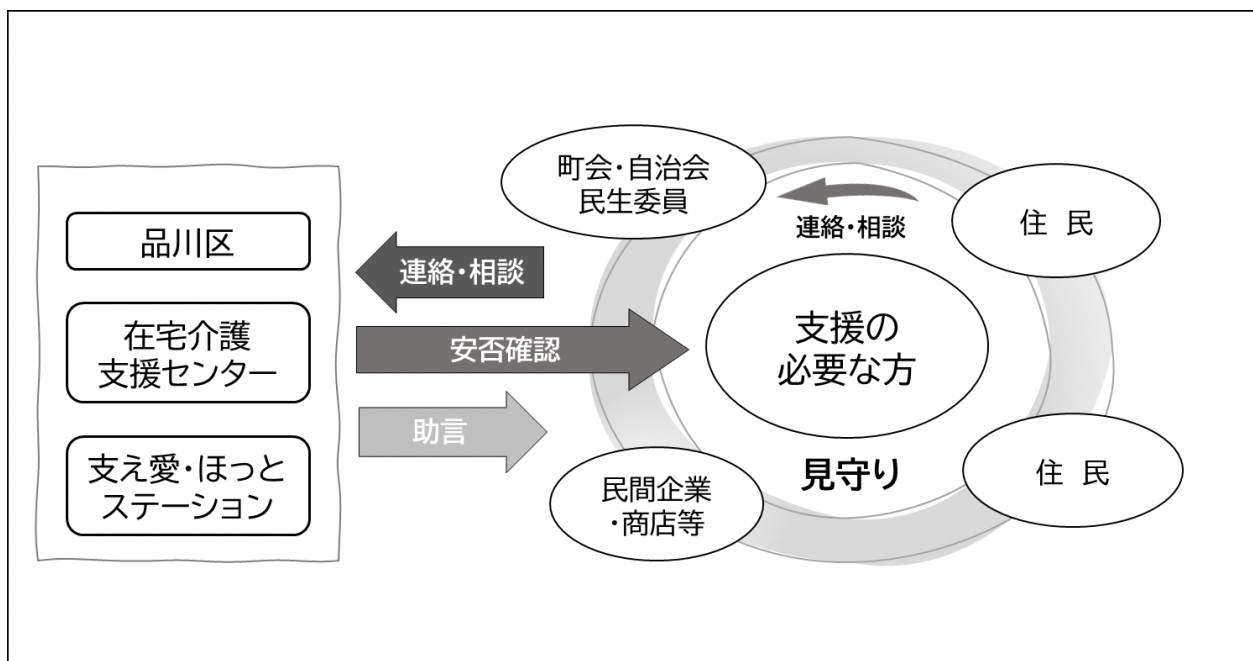 品川区
在宅介護
支援センター
支え愛・ほっと
ステーション
連絡・相談
安否確認
助言
町会・自治会
民生委員
連絡・相談
住 民
支援の
必要な方
見守り
住 民
民間企業
・商店等